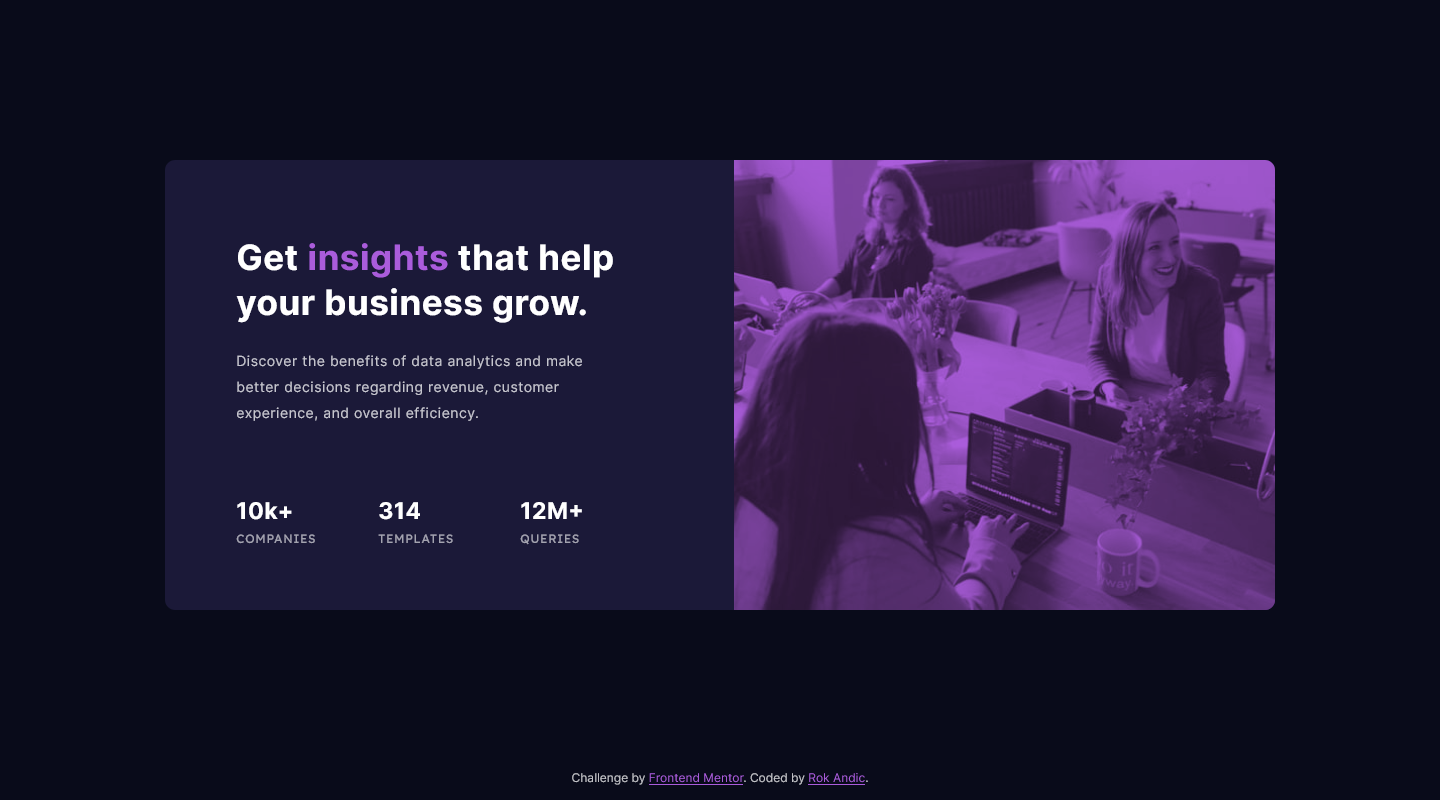 Get insights that help
your business grow.
Discover the benefits of data analytics and make
better decisions regarding revenue, customer
experience, and overall efficiency.
10k+ 314 12M+
COMPANIES TEMPLATES QUERIES
Challenge by Frontend Mentor. Coded by Rok Andic.